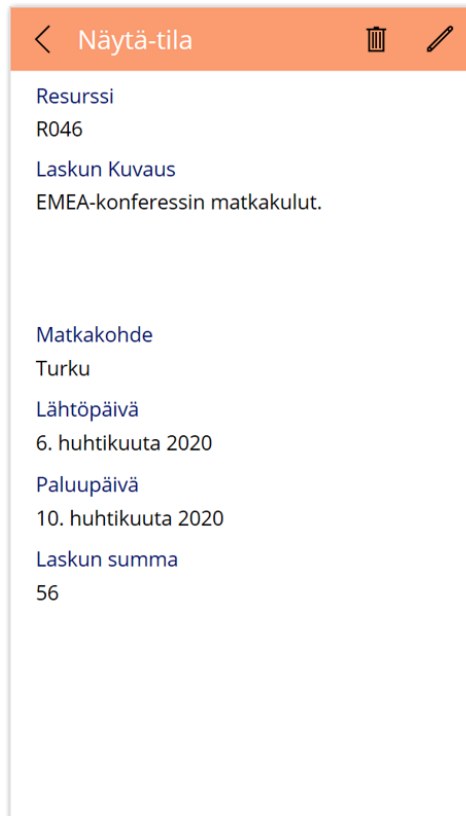 Näytä-tila
Resurssi
R046
Laskun Kuvaus
EMEA-konferessin matkakulut.
Matkakohde
Turku
Lähtöpäivä
6. huhtikuuta 2020
Paluupäivä
10. huhtikuuta 2020
Laskun summa
56